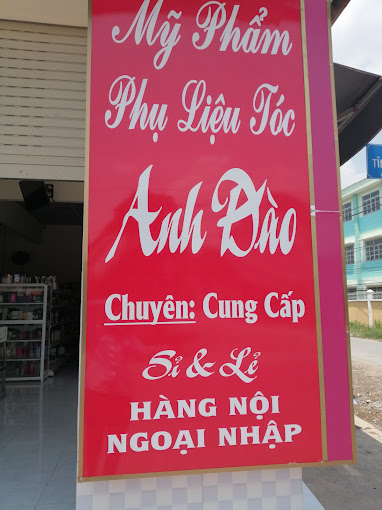 Mỹ Phẩm
Phụ Liệu Tóc
Anh Đào
Chuyên: Cung Cấp
Sỉ & Lẻ
HÀNG NỘI
NGOẠI NHẬP